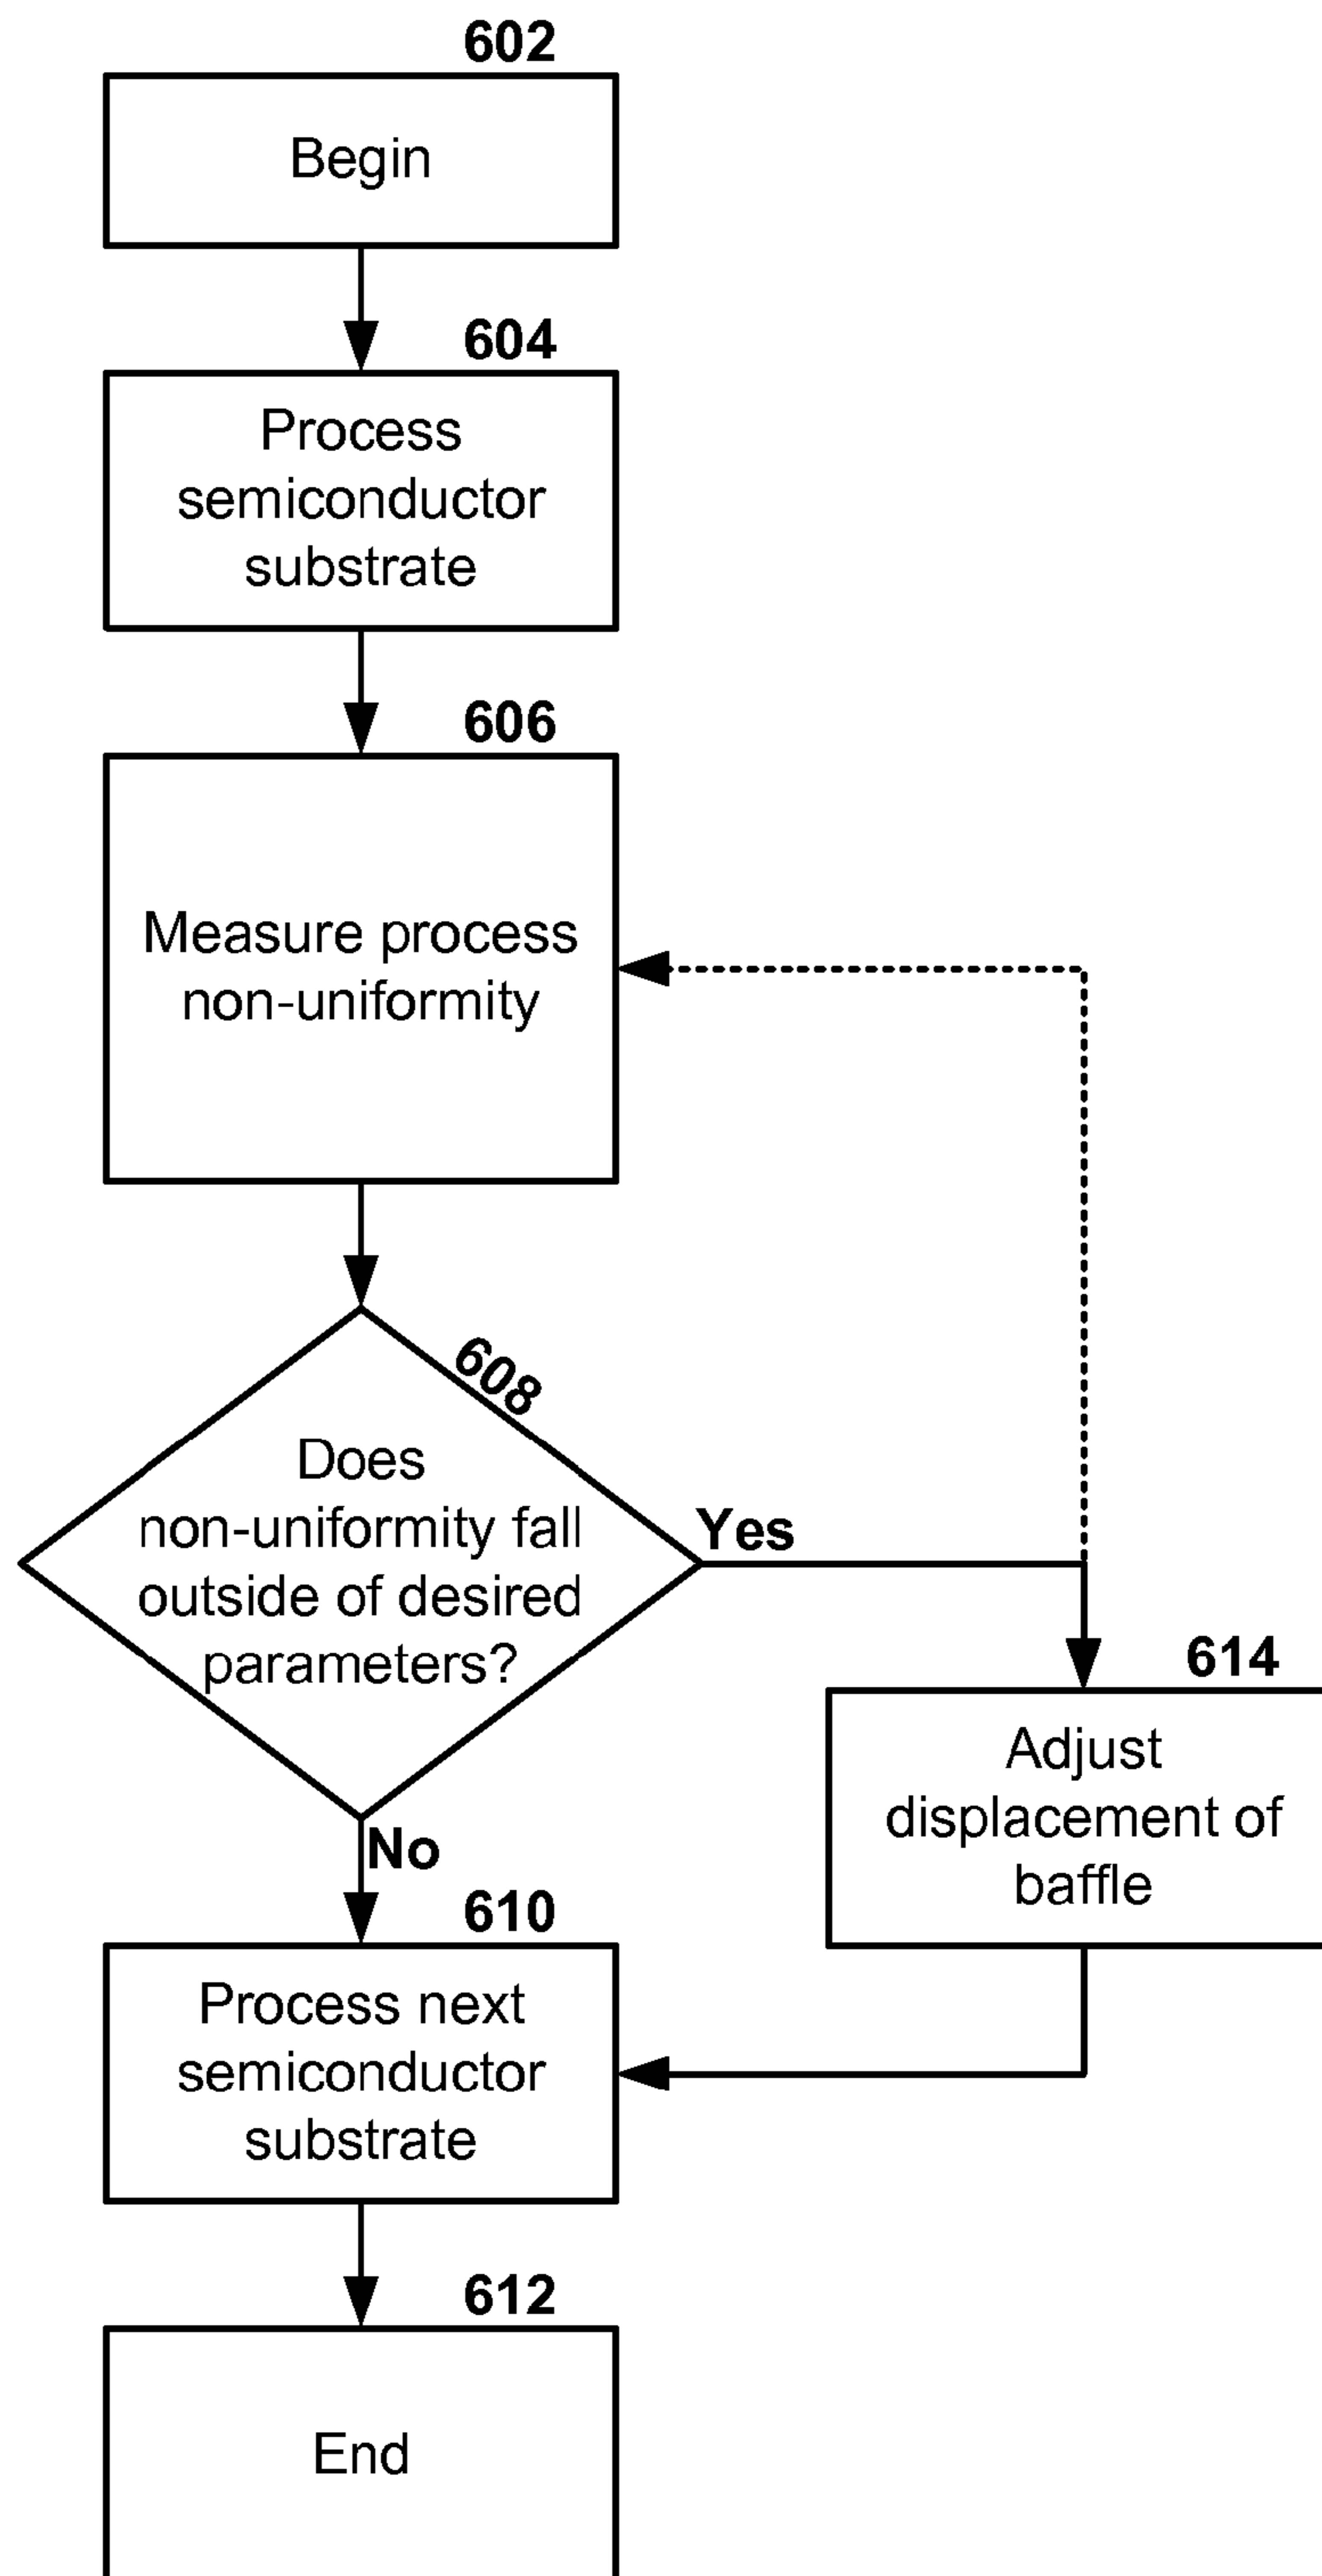 602
Begin
604
Process
semiconductor
substrate
606
Measure process
non-uniformity
608
Does
non-uniformity fall
outside of desired
parameters?
Yes
614
Adjust
displacement of
baffle
No
610
Process next
semiconductor
substrate
612
End